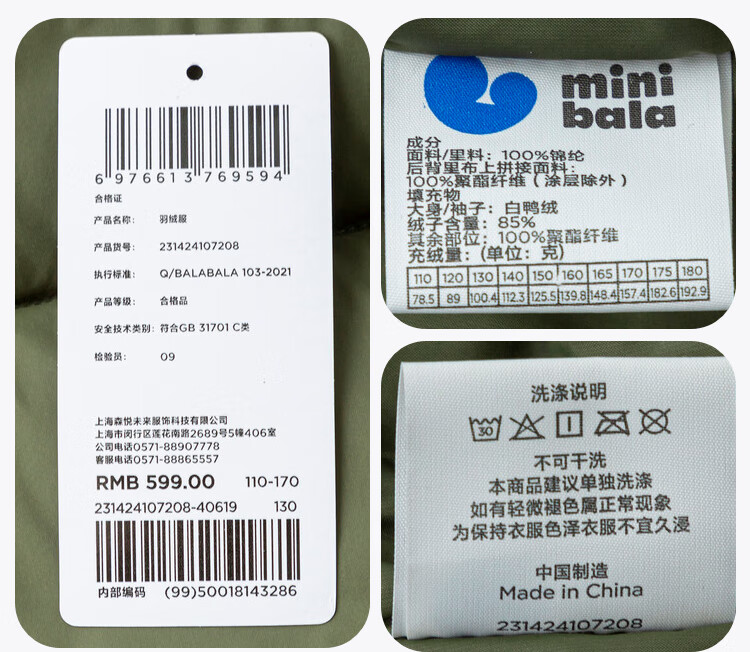 6 976613 769594
合格证
产品名称： 羽绒服
产品货号： 231424107208
执行标准： Q/BALABALA 103-2021
产品等级： 合格品
安全技术类别：符合GB 31701 C类
检验员： 09
上海森悦未来服饰科技有限公司
上海市闵行区莲花南路2689号5幢406室
公司电话0571-88907778
客服电话0571-88865557
RMB 599.00 110-170
231424107208-40619 130
内部编码 (99)50018143286
mini
bala
成分
面料/里料：100%锦纶
后背里布上拼接面料：
100%聚酯纤维（涂层除外）
填充物
大身/袖子：白鸭绒
绒子含量：85%
其余部位：100%聚酯纤维
充绒量：(单位：克)
110 120 130 140 150 160 165 170 175 180
78.5 89 100.4 112.3 125.5 139.8 148.4 157.4 182.6 192.9
洗涤说明
30
不可干洗
本商品建议单独洗涤
如有轻微褪色属正常现象
为保持衣服色泽衣服不宜久浸
中国制造
Made in China
231424107208